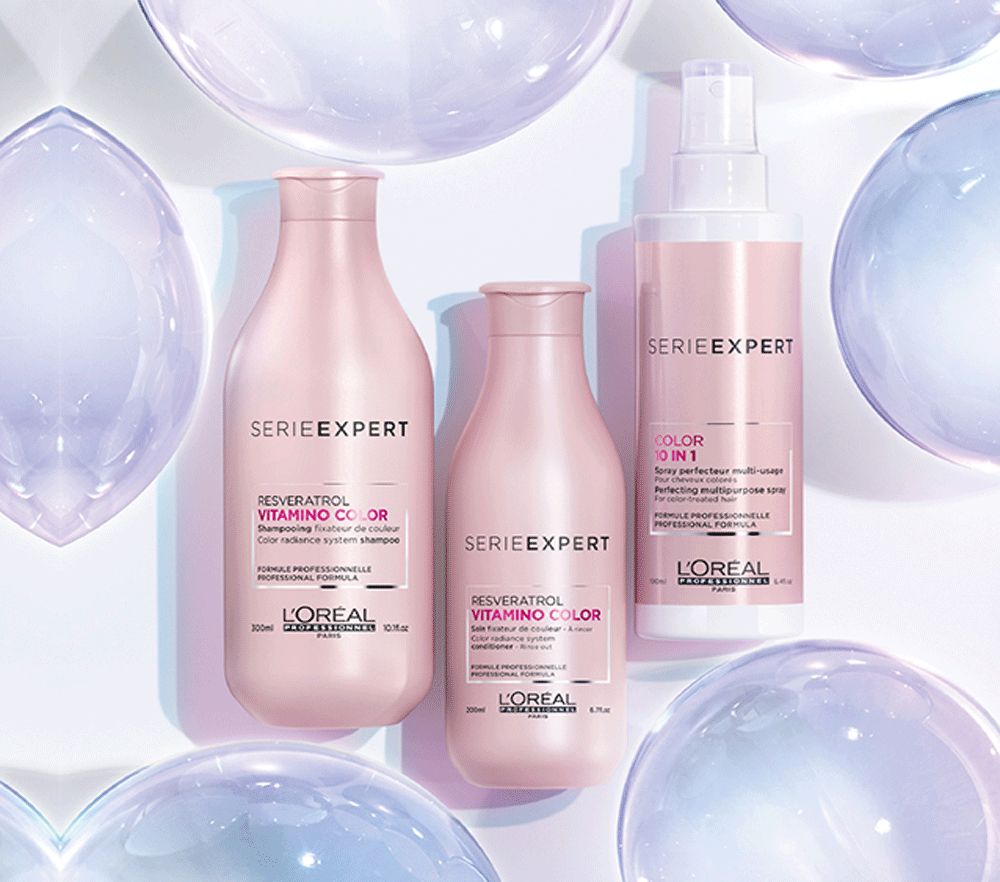 SERIEEXPERT
RESVERATROL
VITAMINO COLOR
Shampooing fixateur de couleur
Color radiance system shampoo
FORMULE PROFESSIONNELLE
PROFESSIONAL FORMULA
L'ORÉAL
PROFESSIONNEL
PARIS
300ml 10.1fl.oz
SERIEEXPERT
RESVERATROL
VITAMINO COLOR
Soin fixateur de couleur - À rincer
Color radiance system
conditioner - Rinse out
FORMULE PROFESSIONNELLE
PROFESSIONAL FORMULA
L'ORÉAL
PROFESSIONNEL
PARIS
200ml 6.7fl.oz
SERIEEXPERT
COLOR
10 IN 1
Spray perfecteur multi-usage
Pour cheveux colorés
Perfecting multipurpose spray
For color-treated hair
FORMULE PROFESSIONNELLE
PROFESSIONAL FORMULA
L'ORÉAL
PROFESSIONNEL
PARIS
190ml 6.4fl.oz